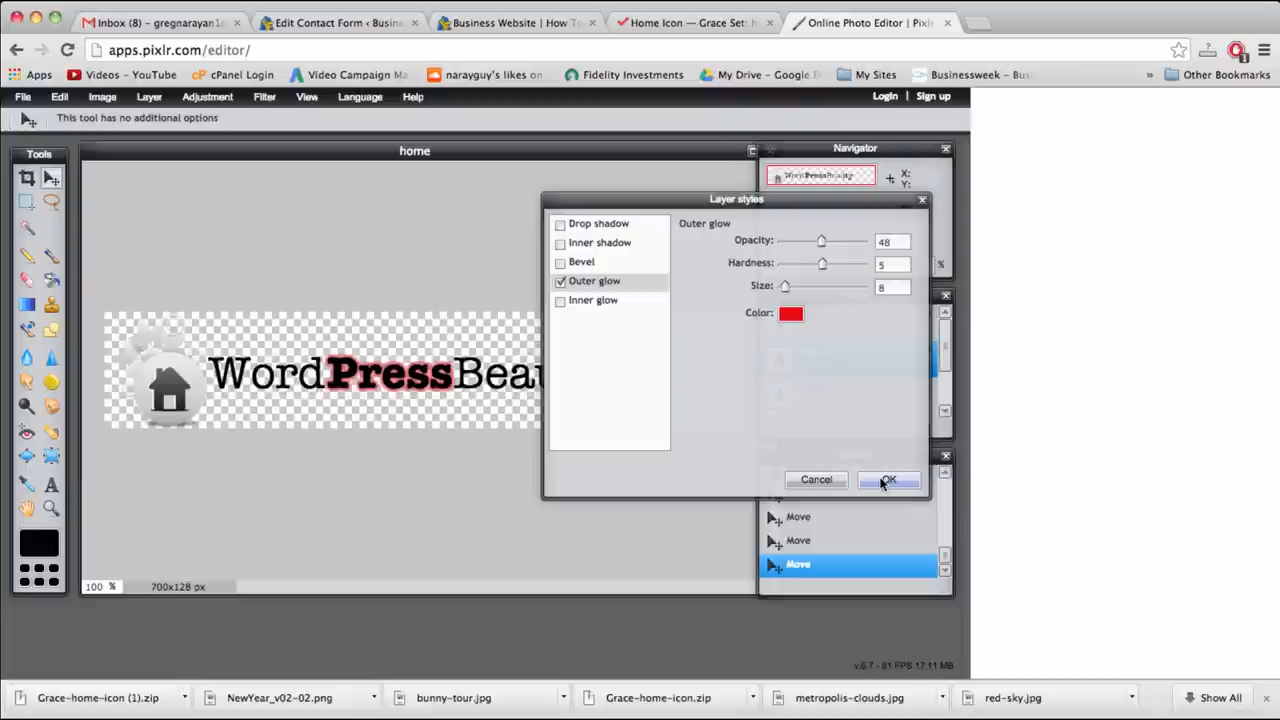 Inbox (8) – gregnarayan1
Edit Contact Form ‹ Busine
Business Website | How To
Home Icon — Grace Set
Online Photo Editor | Pixlr
apps.pixlr.com/editor/
Apps
Videos - YouTube
cPanel Login
Video Campaign Ma
narayguy's likes on
Fidelity Investments
My Drive - Google D
My Sites
Businessweek - Bus
»
Other Bookmarks
File Edit Image Layer Adjustment Filter View Language Help
Login | Sign up
This tool has no additional options
Tools
home
Navigator
WordPressBeauty
X:
Y:
%
Layer styles
Drop shadow
Inner shadow
Bevel
Outer glow
Inner glow
Outer glow
Opacity: 48
Hardness: 5
Size: 8
Color:
WordPressBeau
Cancel
OK
Move
Move
Move
100 %
700x128 px
v:6.7 - 81 FPS 17.11 MB
Grace-home-icon (1).zip
NewYear_v02-02.png
bunny-tour.jpg
Grace-home-icon.zip
metropolis-clouds.jpg
red-sky.jpg
Show All